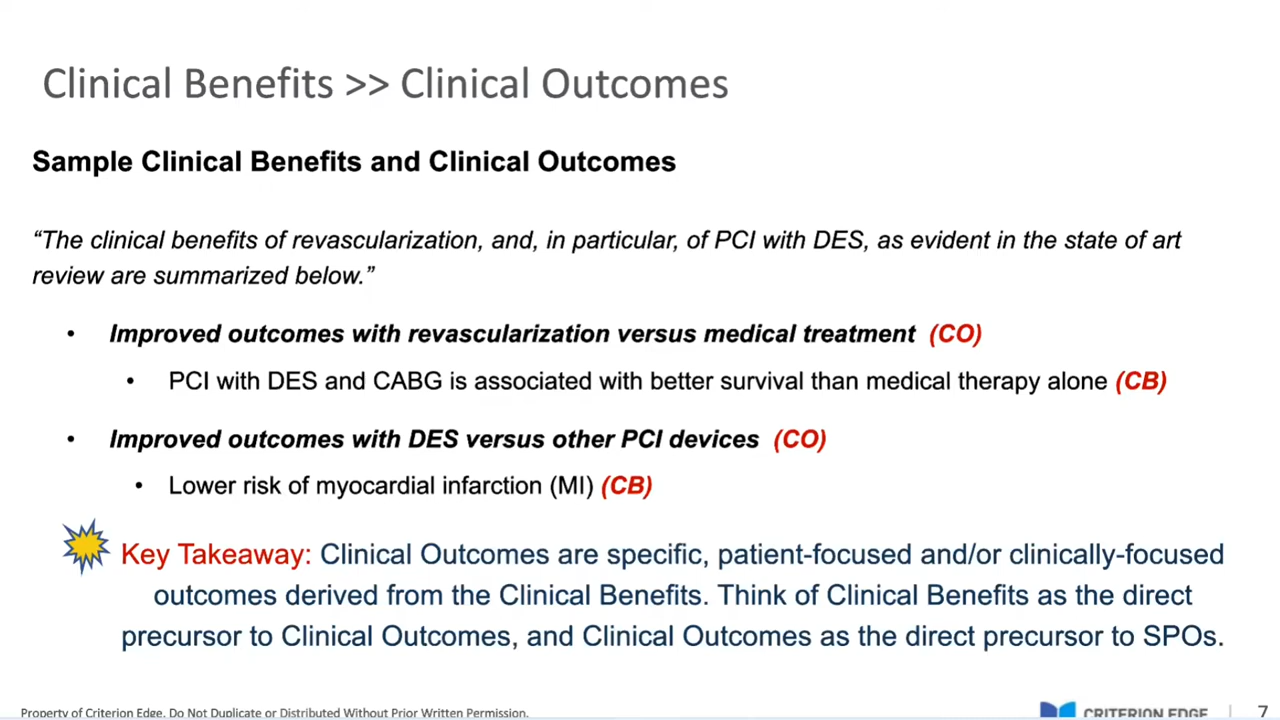 Clinical Benefits >> Clinical Outcomes
Sample Clinical Benefits and Clinical Outcomes
“The clinical benefits of revascularization, and, in particular, of PCI with DES, as evident in the state of art
review are summarized below.”
• Improved outcomes with revascularization versus medical treatment (CO)
• PCI with DES and CABG is associated with better survival than medical therapy alone (CB)
• Improved outcomes with DES versus other PCI devices (CO)
• Lower risk of myocardial infarction (MI) (CB)
Key Takeaway: Clinical Outcomes are specific, patient-focused and/or clinically-focused
outcomes derived from the Clinical Benefits. Think of Clinical Benefits as the direct
precursor to Clinical Outcomes, and Clinical Outcomes as the direct precursor to SPOs.
Property of Criterion Edge. Do Not Duplicate or Distributed Without Prior Written Permission.
CRITERION EDGE | 7